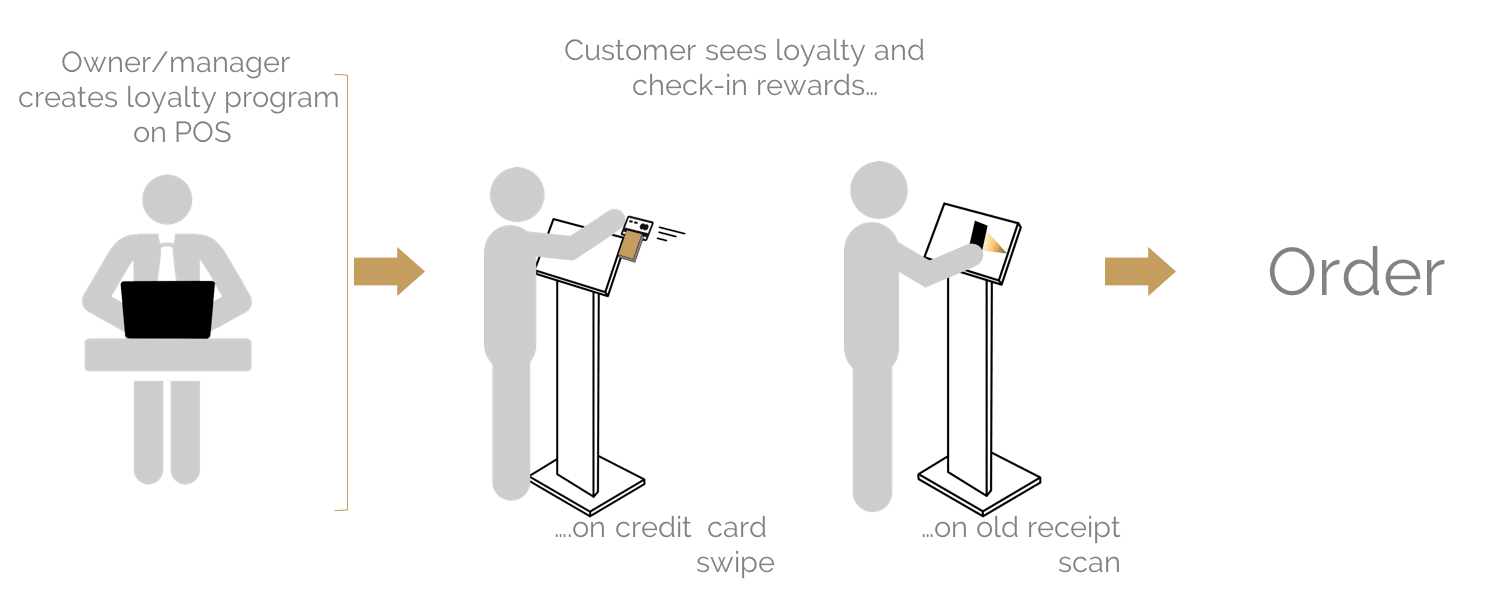 Owner/manager
creates loyalty program
on POS
Customer sees loyalty and
check-in rewards…
….on credit  card
swipe
…on old receipt
scan
Order